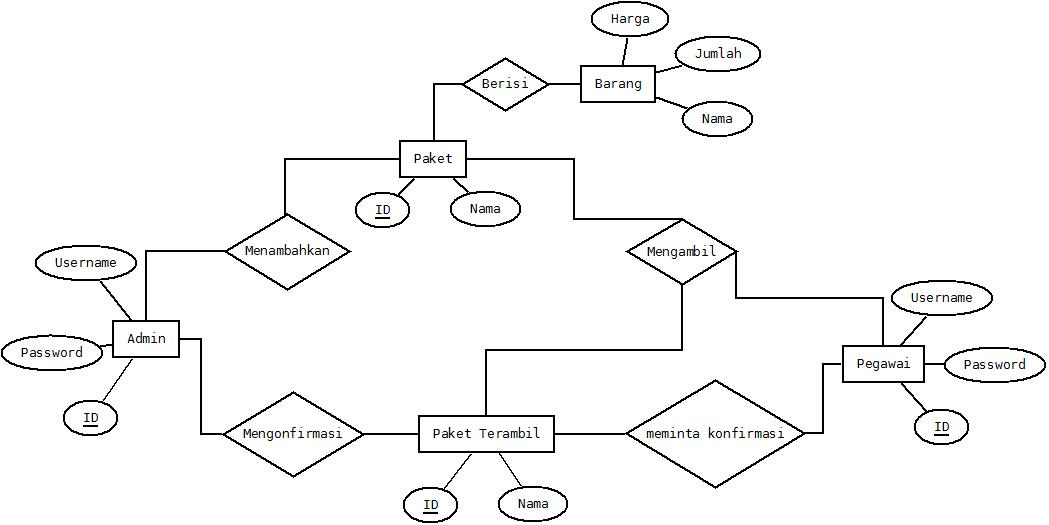 Harga
Jumlah
Berisi
Barang
Nama
Paket
ID
Nama
Menambahkan
Mengambil
Username
Username
Admin
Password
Pegawai
Password
ID
ID
Mengonfirmasi
Paket Terambil
meminta konfirmasi
ID
Nama